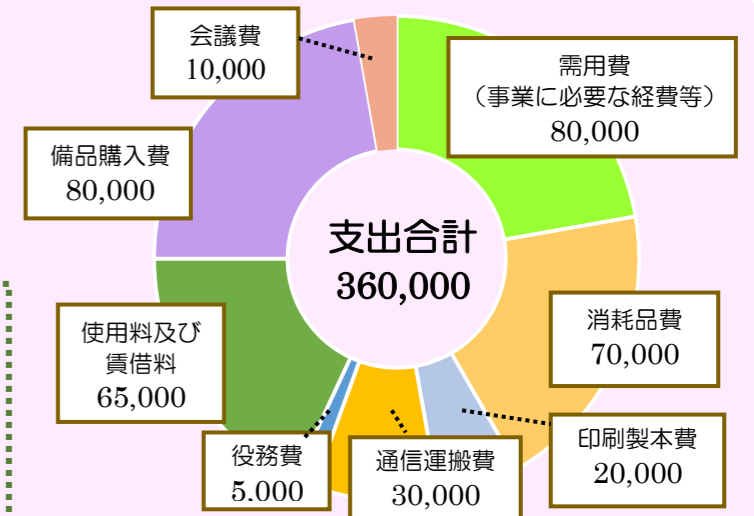 会議費
10,000
需用費
（事業に必要な経費等）
80,000
備品購入費
80,000
支出合計
360,000
消耗品費
70,000
使用料及び
賃借料
65,000
印刷製本費
20,000
役務費
5.000
通信運搬費
30,000